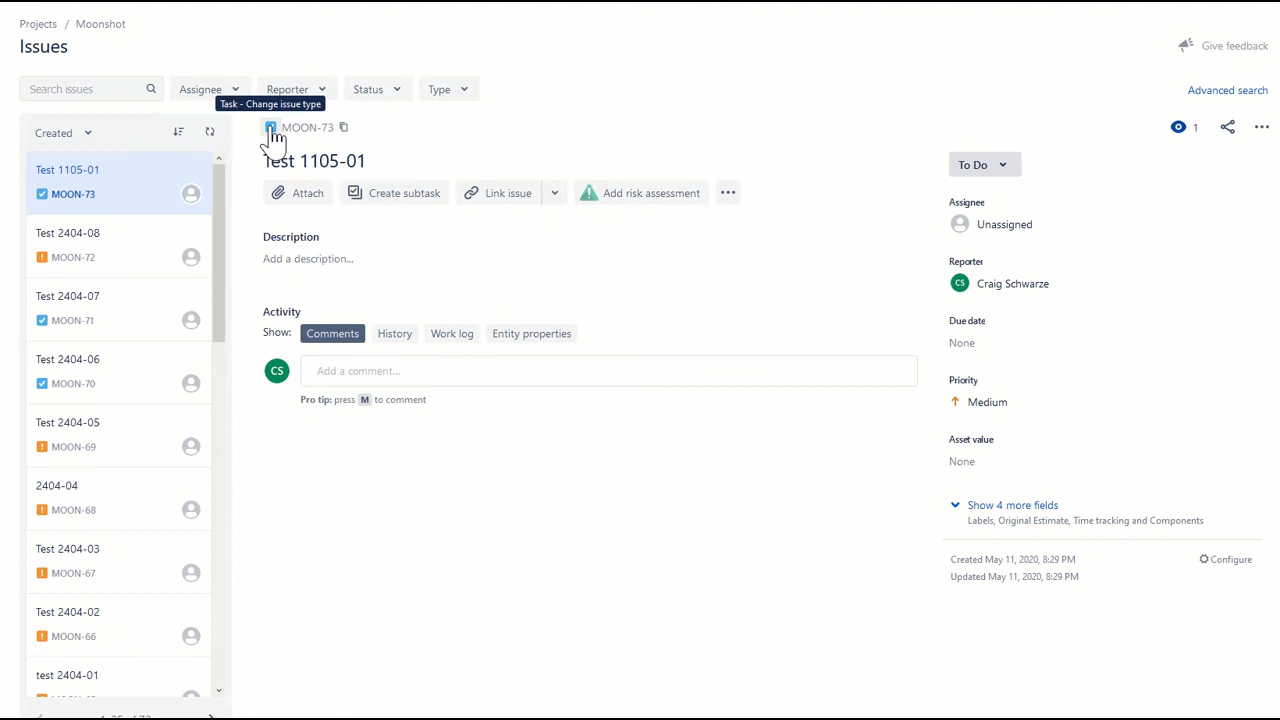 Projects / Moonshot
Issues
Give feedback
Search issues
Assignee
Reporter
Status
Type
Advanced search
Task - Change issue type
Created
MOON-73
1
Test 1105-01
To Do
Attach
Create subtask
Link issue
Add risk assessment
Description
Add a description...
Activity
Show:
Comments
History
Work log
Entity properties
CS
Add a comment...
Pro tip: press M to comment
Assignee
Unassigned
Reporter
CS
Craig Schwarze
Due date
None
Priority
Medium
Asset value
None
Show 4 more fields
Labels, Original Estimate, Time tracking and Components
Created May 11, 2020, 8:29 PM
Configure
Updated May 11, 2020, 8:29 PM
Test 1105-01
MOON-73
Test 2404-08
MOON-72
Test 2404-07
MOON-71
Test 2404-06
MOON-70
Test 2404-05
MOON-69
2404-04
MOON-68
Test 2404-03
MOON-67
Test 2404-02
MOON-66
test 2404-01